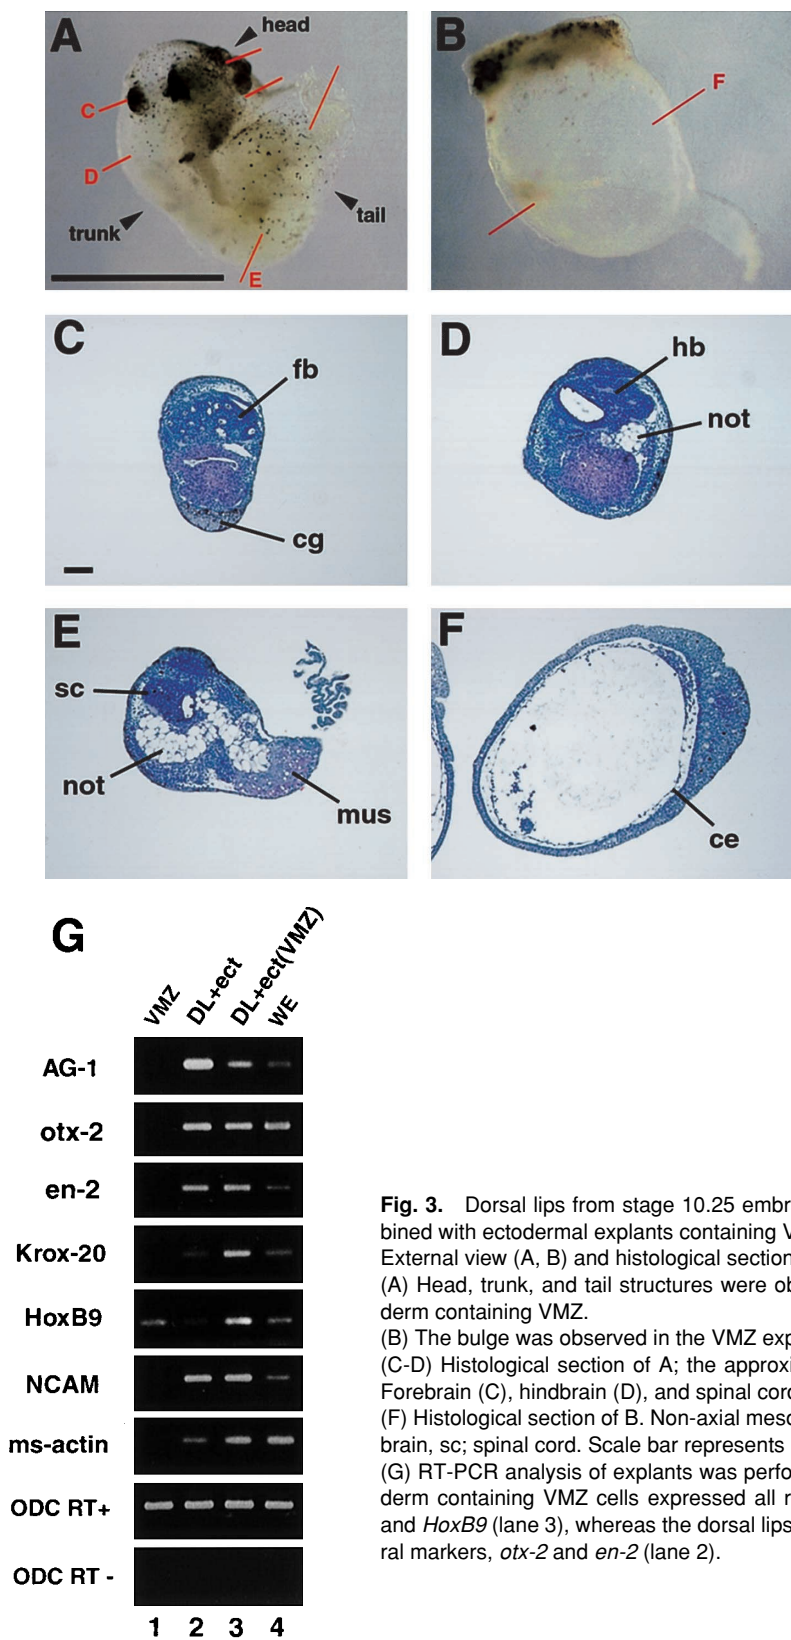 A
head
C
D
trunk
tail
E
B
F
C
fb
cg
D
hb
not
E
sc
not
mus
F
ce
G
VMZ
DL+ect
DL+ect(VMZ)
WE
AG-1
otx-2
en-2
Krox-20
HoxB9
NCAM
ms-actin
ODC RT+
ODC RT -
1 2 3 4
Fig. 3. Dorsal lips from stage 10.25 embr
bined with ectodermal explants containing V
External view (A, B) and histological section
(A) Head, trunk, and tail structures were ob
derm containing VMZ.
(B) The bulge was observed in the VMZ exp
(C-D) Histological section of A; the approxi
Forebrain (C), hindbrain (D), and spinal cord
(F) Histological section of B. Non-axial meso
brain, sc; spinal cord. Scale bar represents
(G) RT-PCR analysis of explants was perfo
derm containing VMZ cells expressed all n
and HoxB9 (lane 3), whereas the dorsal lips
ral markers, otx-2 and en-2 (lane 2).